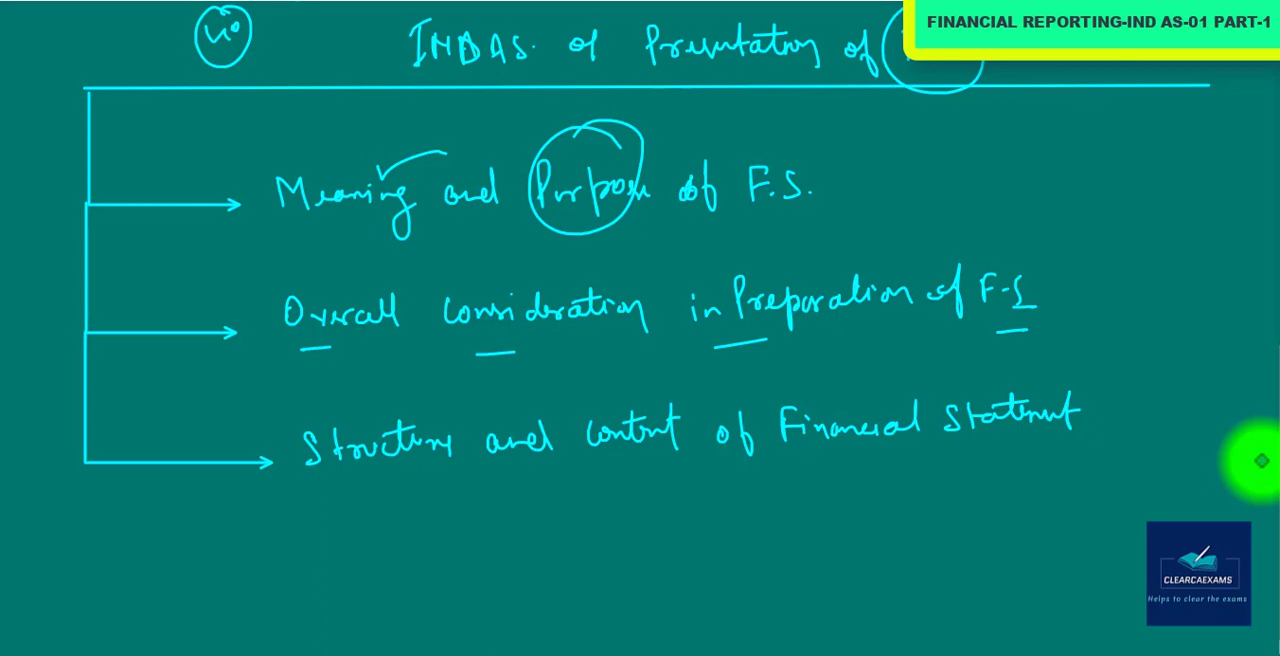 FINANCIAL REPORTING-IND AS-01 PART-1
INDAS. 01 Presentation of
Meaning and Purpose of F.S.
Overall consideration in Preparation of F.S
Structure and content of Financial Statement
CLEARCAEXAMS
Helps to clear the exams